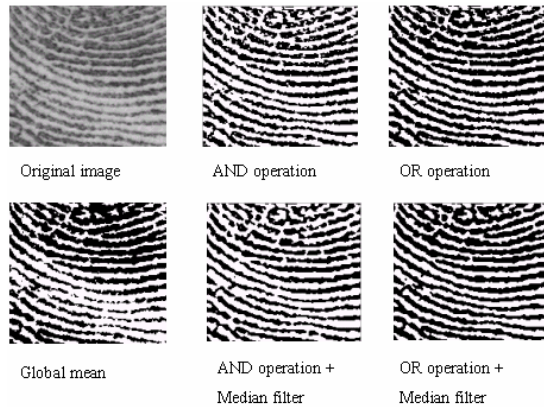 Original image
AND operation
OR operation
Global mean
AND operation +
Median filter
OR operation +
Median filter